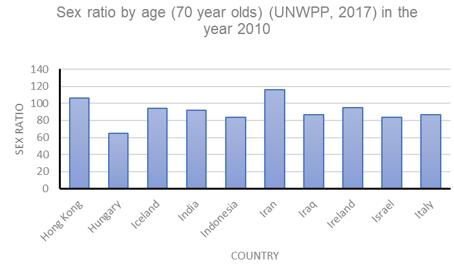 Sex ratio by age (70 year olds) (UNWPP, 2017) in the
year 2010
140
120
100
80
60
40
20
0
SEX RATIO
Hong Kong
Hungary
Iceland
India
Indonesia
Iran
Iraq
Ireland
Israel
Italy
COUNTRY